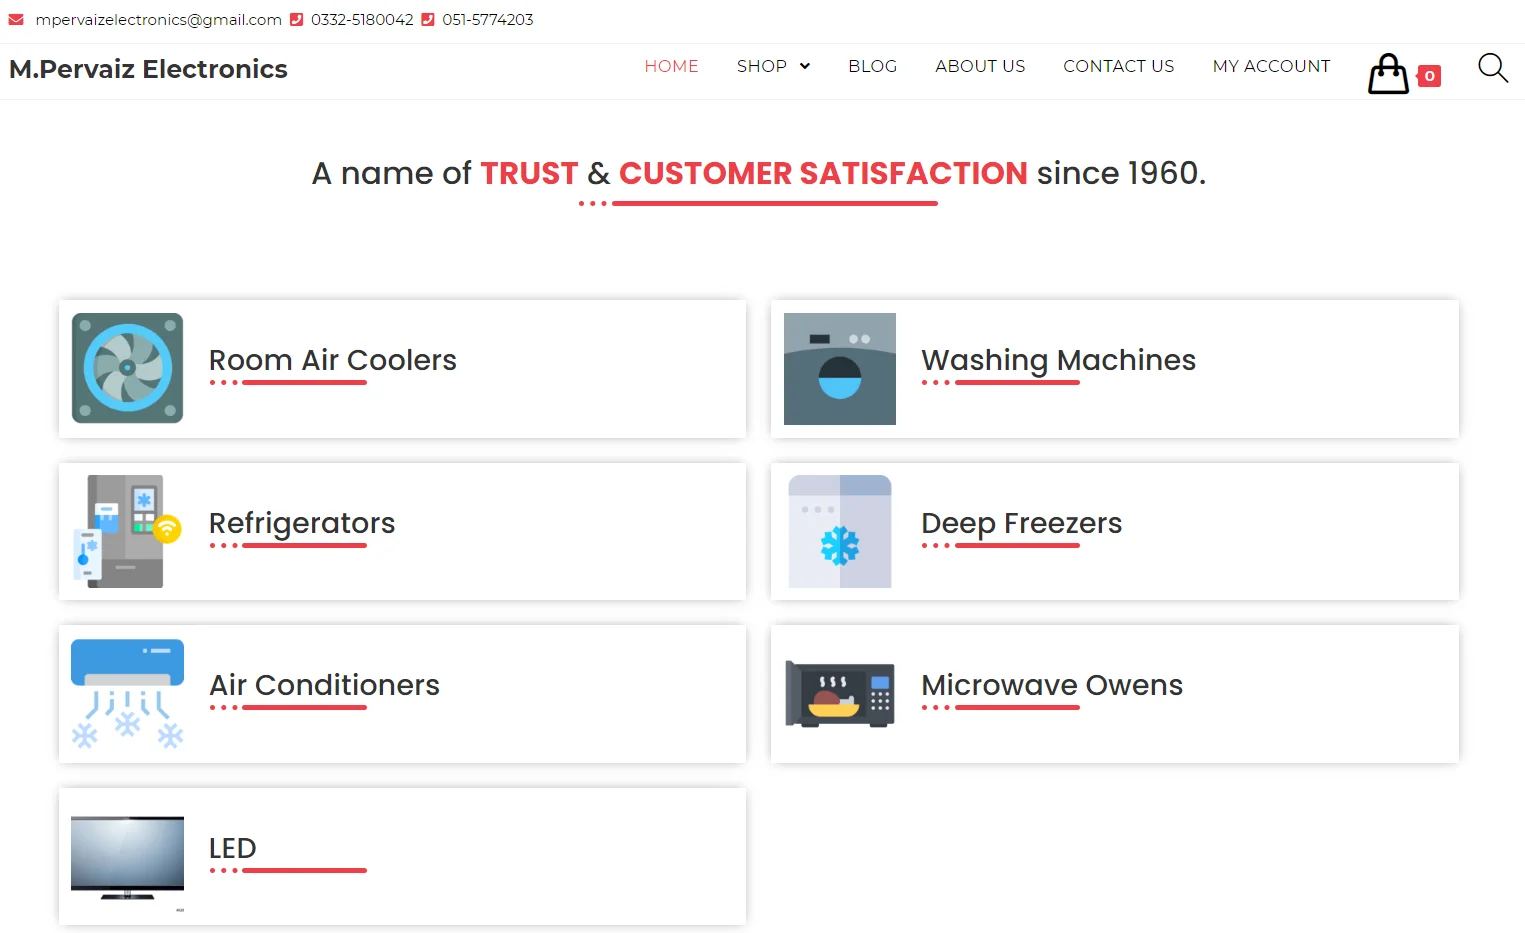 mpervaizelectronics@gmail.com 0332-5180042 051-5774203
M.Pervaiz Electronics HOME SHOP BLOG ABOUT US CONTACT US MY ACCOUNT 0
A name of TRUST & CUSTOMER SATISFACTION since 1960.
Room Air Coolers
Washing Machines
Refrigerators
Deep Freezers
Air Conditioners
Microwave Owens
LED